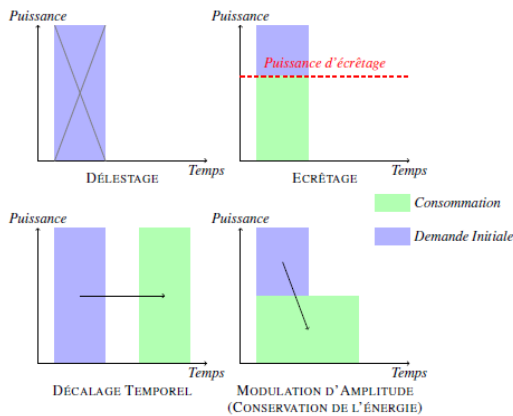 Puissance
Temps
DÉLESTAGE
Puissance
Puissance d'écrêtage
Temps
ECRÊTAGE
Consommation
Demande Initiale
Puissance
Temps
DÉCALAGE TEMPOREL
Puissance
Temps
MODULATION D'AMPLITUDE
(CONSERVATION DE L'ÉNERGIE)